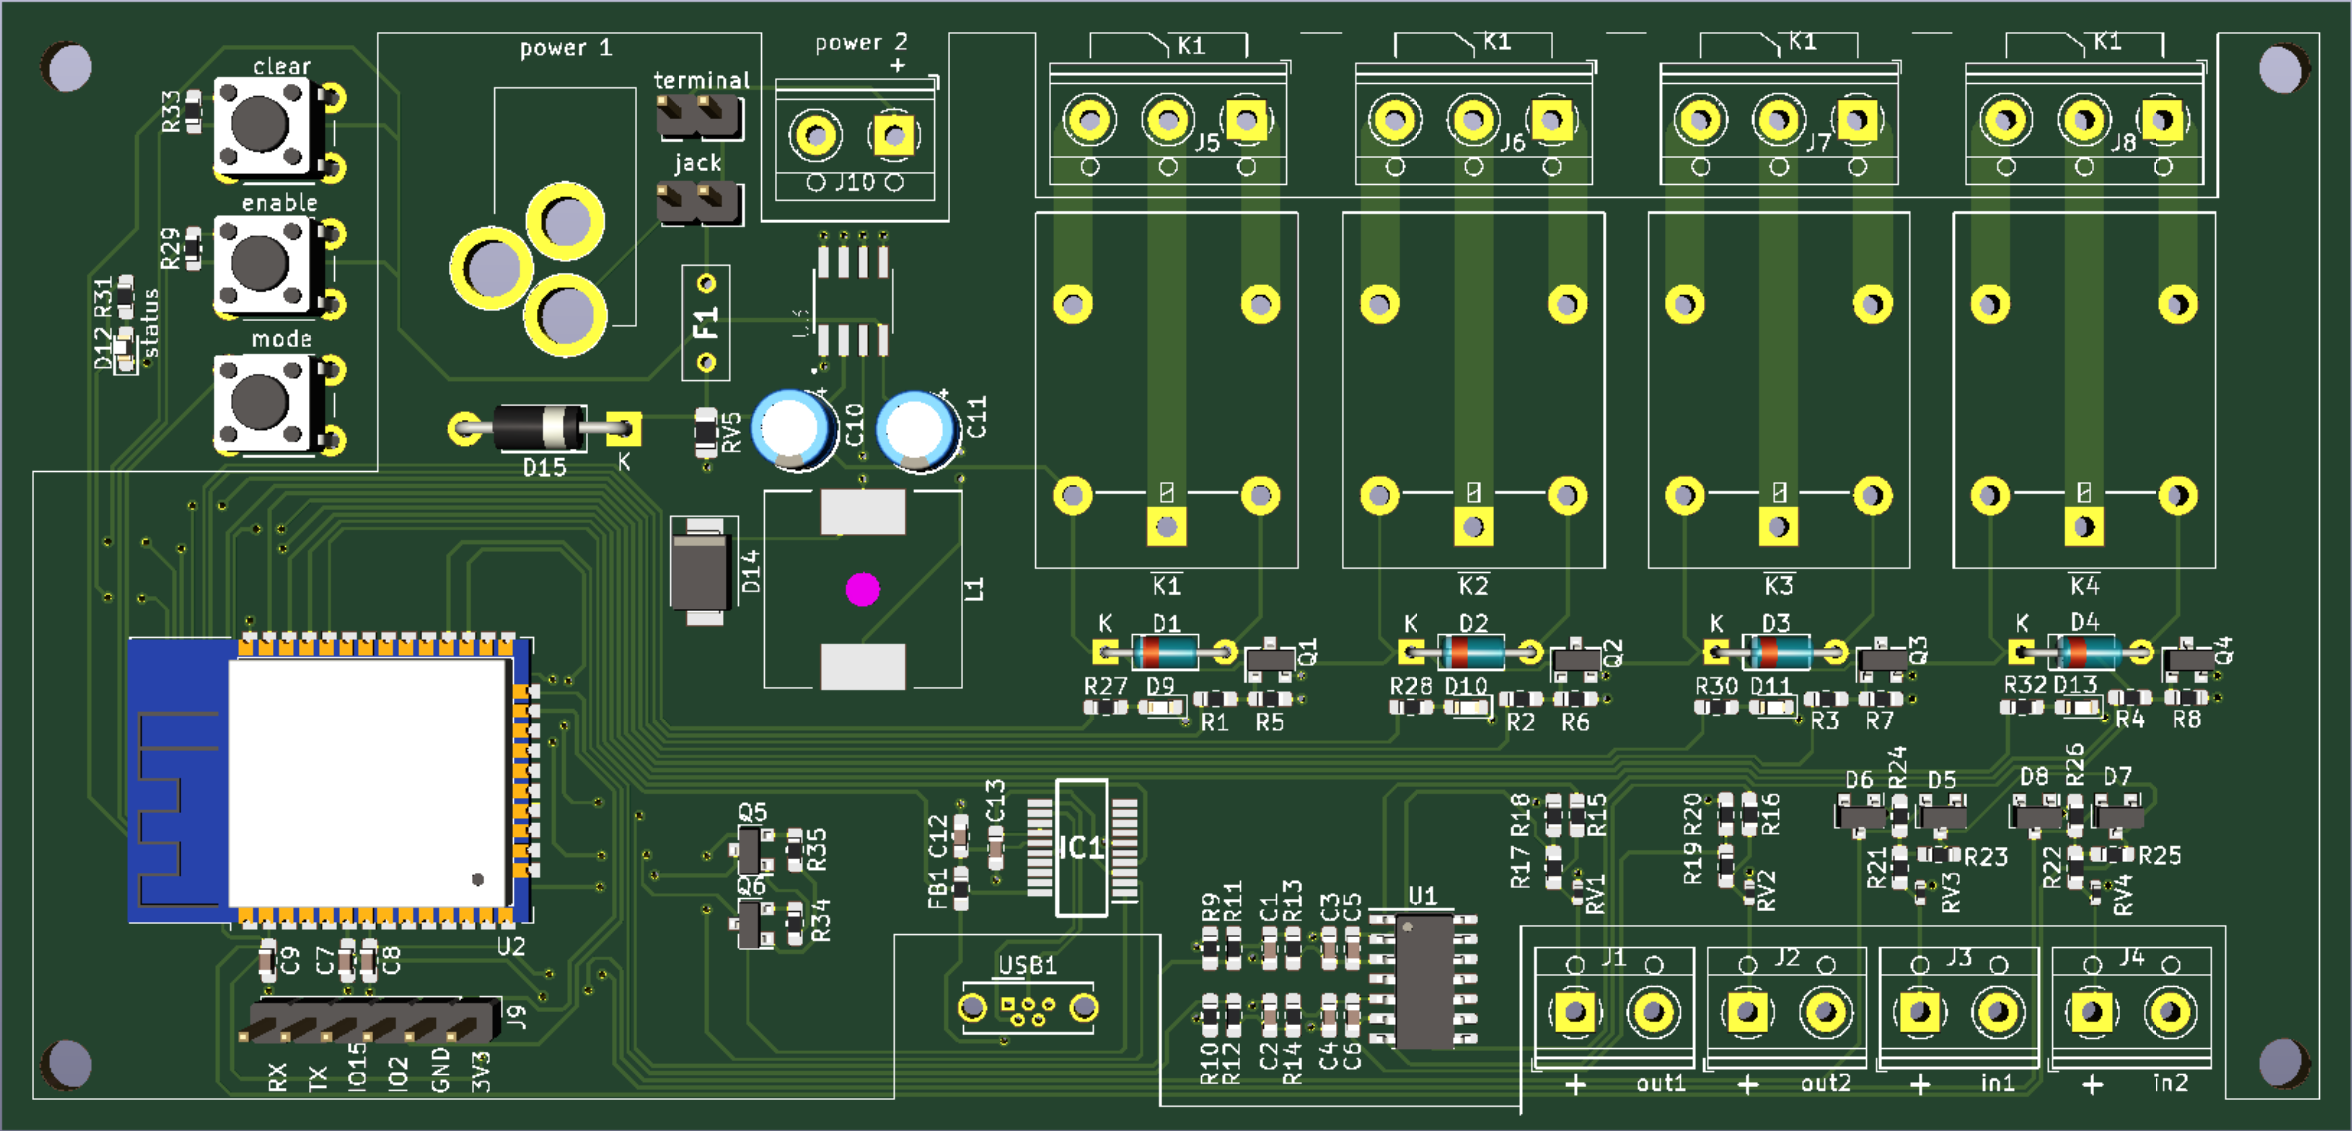 power 1
power 2
+
K1
K1
K1
K1
clear
terminal
R33
J5
J6
J7
J8
jack
J10
enable
R29
R31
status
D12
F1
mode
C10
C11
RV5
D15
K
D14
L1
K1
K2
K3
K4
K
D1
Q1
K
D2
Q2
K
D3
Q3
K
D4
Q4
R27
D9
R1
R5
R28
D10
R2
R6
R30
D11
R3
R7
R32
D13
R4
R8
D6
R24
D5
D8
R26
D7
Q5
R35
C12
C13
IC1
R18
R15
R20
R16
R17
R19
R21
R23
R22
R25
Q6
R34
FB1
RV1
RV2
RV3
RV4
U1
U2
C9
C7
C8
R9
R11
C1
R13
C3
C5
USB1
J1
J2
J3
J4
J9
R10
R12
C2
R14
C4
C6
RX
TX
IO15
IO2
GND
3V3
+
out1
+
out2
+
in1
+
in2